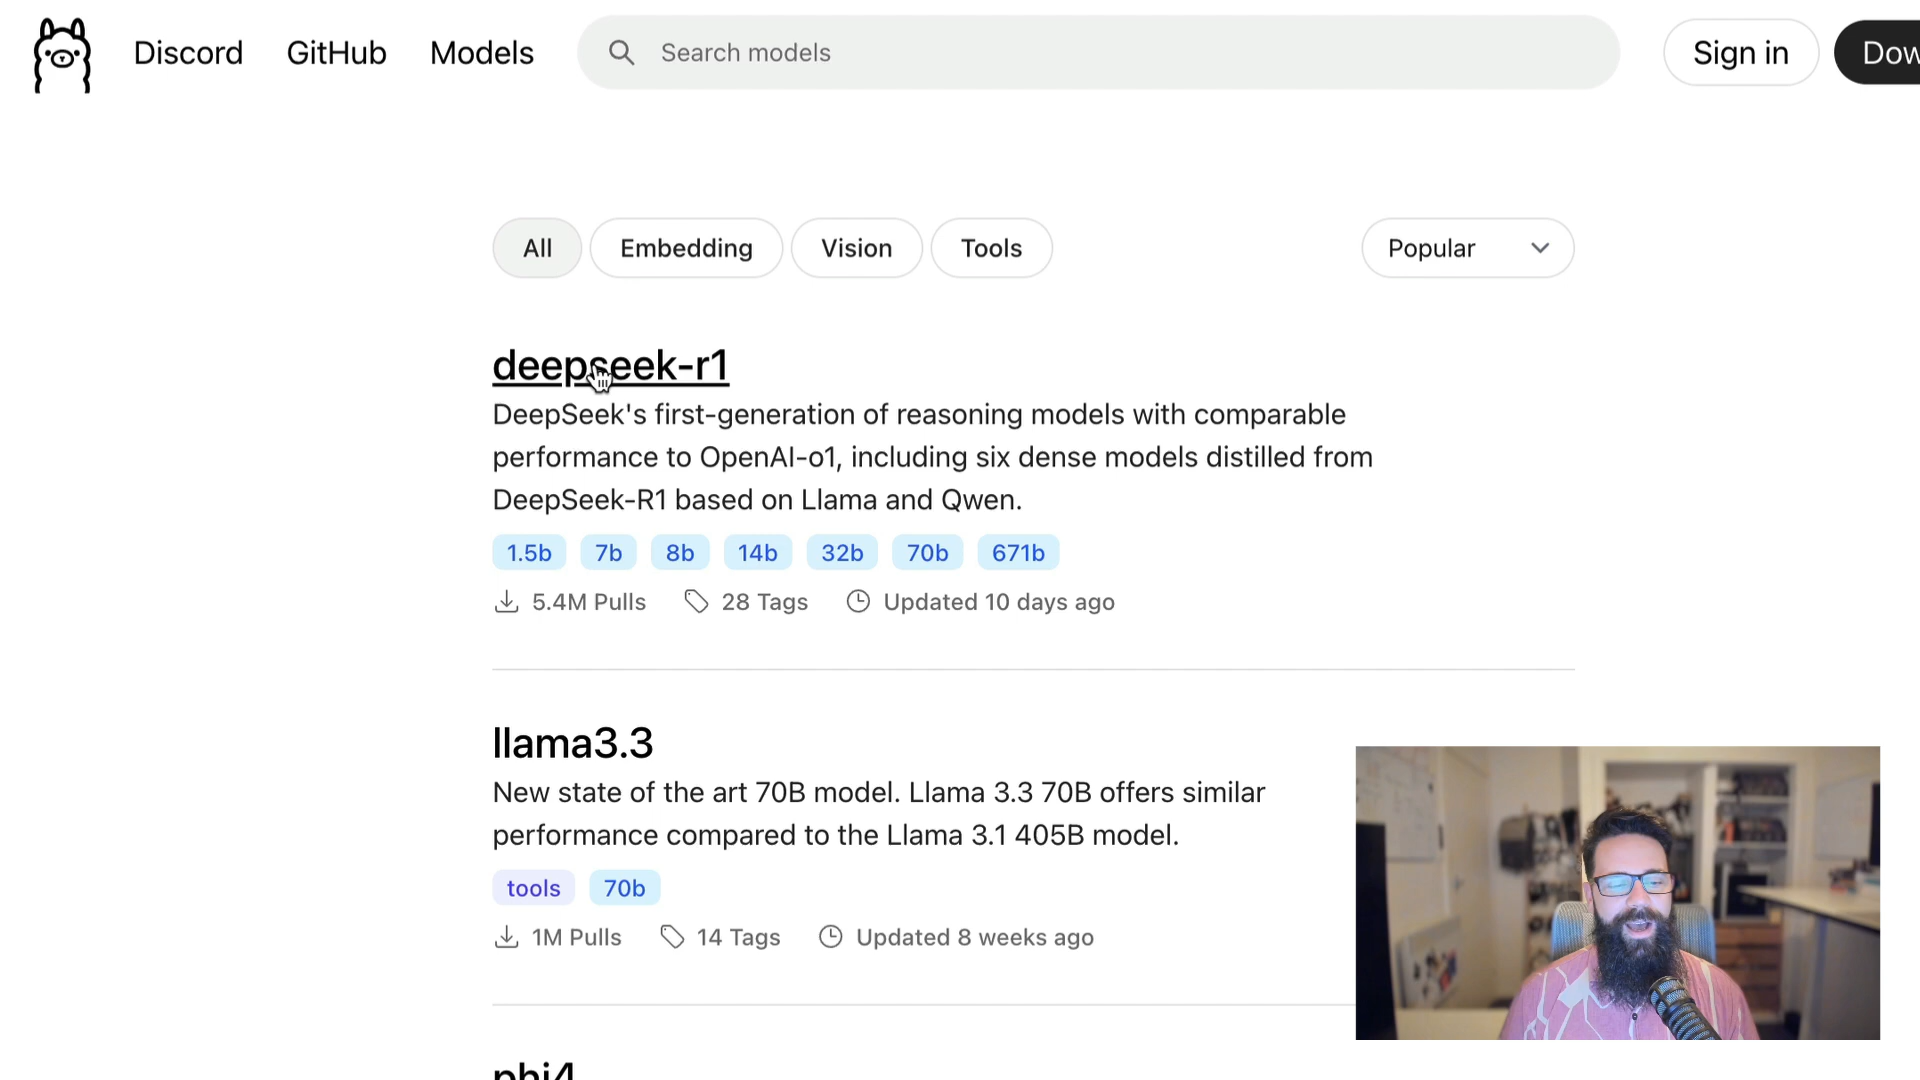 Discord GitHub Models Search models Sign in
All Embedding Vision Tools Popular
deepseek-r1
DeepSeek's first-generation of reasoning models with comparable
performance to OpenAI-o1, including six dense models distilled from
DeepSeek-R1 based on Llama and Qwen.
1.5b 7b 8b 14b 32b 70b 671b
5.4M Pulls 28 Tags Updated 10 days ago
llama3.3
New state of the art 70B model. Llama 3.3 70B offers similar
performance compared to the Llama 3.1 405B model.
tools 70b
1M Pulls 14 Tags Updated 8 weeks ago
phi4